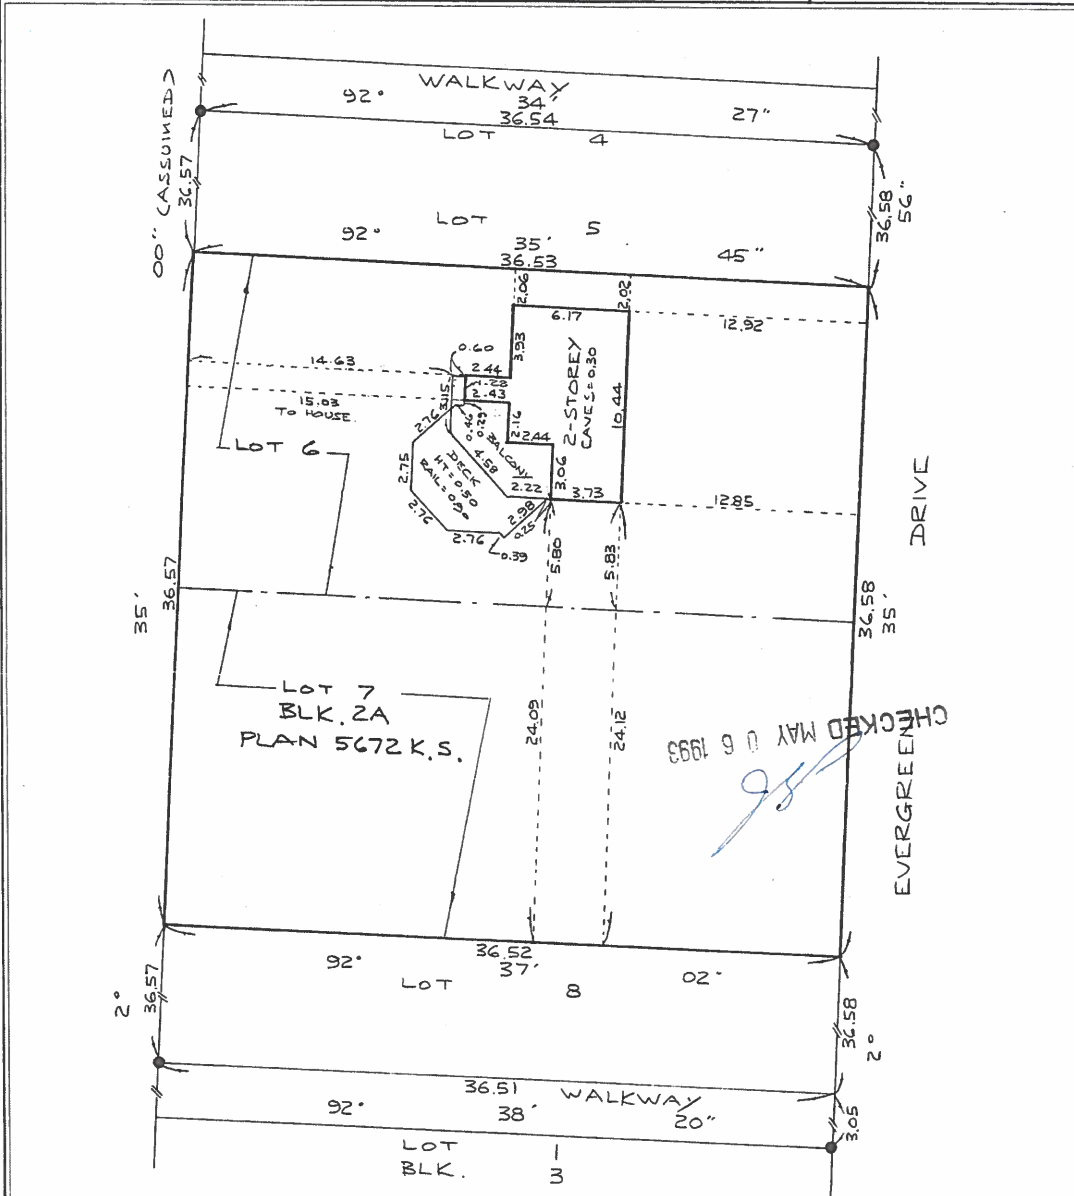 WALKWAY
92° 34' 27"
36.54
LOT 4
00" (ASSUMED)
36.57
36.58
56"
LOT 5
92° 35' 45"
36.53
2.06
2.02
6.17
12.92
3.93
0.60
2.44
14.63
1.22
2.43
15.03
TO HOUSE
3.15
2-STOREY
EAVES=0.30
10.44
2.16
2.44
0.46
0.29
BALCONY
2.76
LOT 6
4.58
DECK
HT=0.50
RAIL=0.90
2.75
3.06
2.22
3.73
12.85
2.76
2.98
0.25
2.76
0.39
5.80
5.83
DRIVE
36.57
35'
36.58
35'
LOT 7
BLK. 2A
PLAN 5672 K.S.
24.09
24.12
CHECKED MAY 06 1993
EVERGREEN
36.52
92° 37' 02"
LOT 8
2° 36.57
36.58
2°
36.51
WALKWAY
92° 38' 20"
3.05
LOT 1
BLK. 3